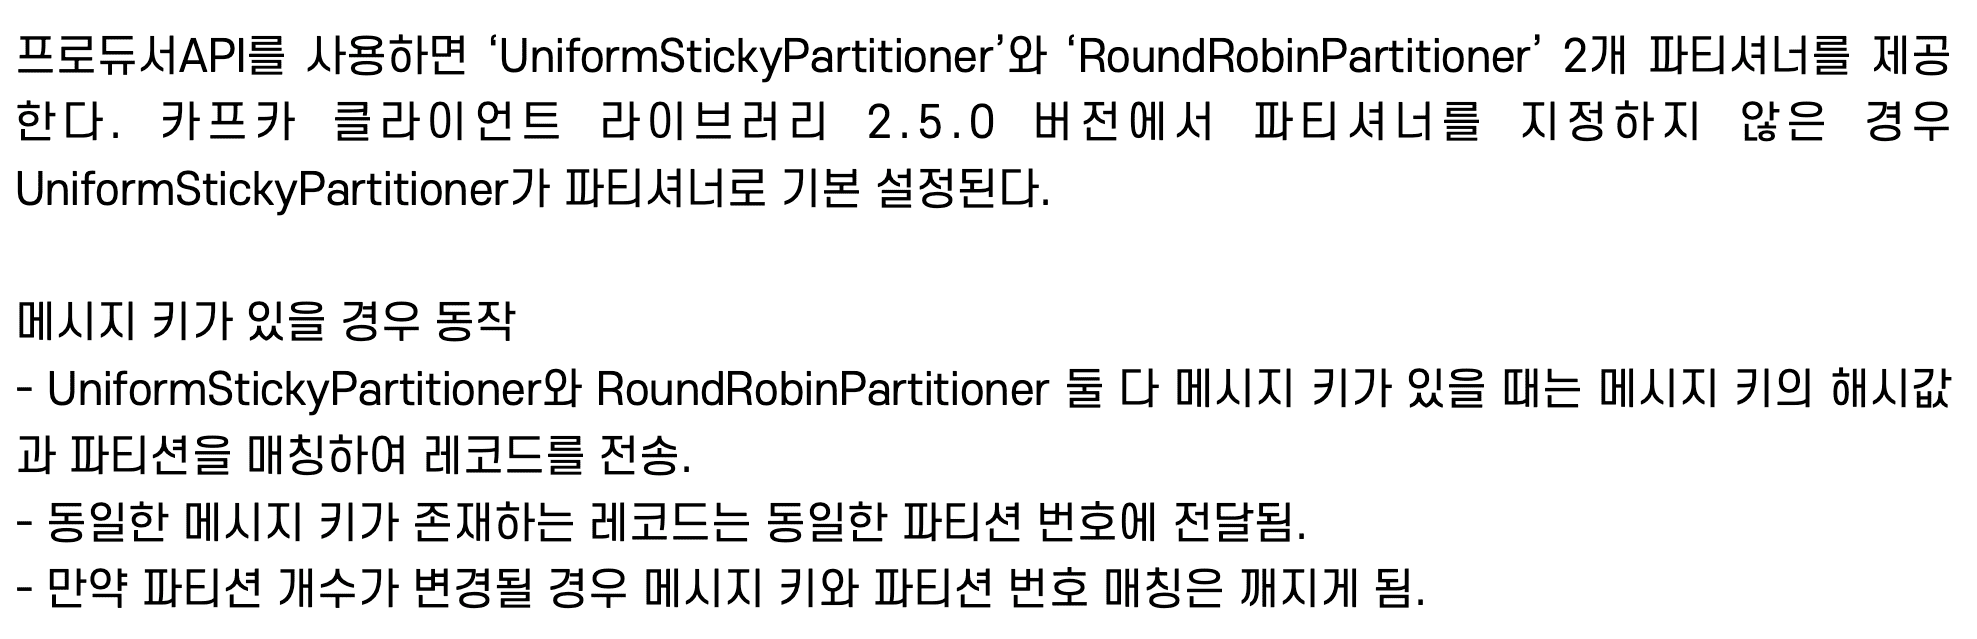 프로듀서API를 사용하면 ‘UniformStickyPartitioner’와 ‘RoundRobinPartitioner’ 2개 파티셔너를 제공
한다. 카프카 클라이언트 라이브러리 2.5.0 버전에서 파티셔너를 지정하지 않은 경우
UniformStickyPartitioner가 파티셔너로 기본 설정된다.
메시지 키가 있을 경우 동작
- UniformStickyPartitioner와 RoundRobinPartitioner 둘 다 메시지 키가 있을 때는 메시지 키의 해시값
과 파티션을 매칭하여 레코드를 전송.
- 동일한 메시지 키가 존재하는 레코드는 동일한 파티션 번호에 전달됨.
- 만약 파티션 개수가 변경될 경우 메시지 키와 파티션 번호 매칭은 깨지게 됨.